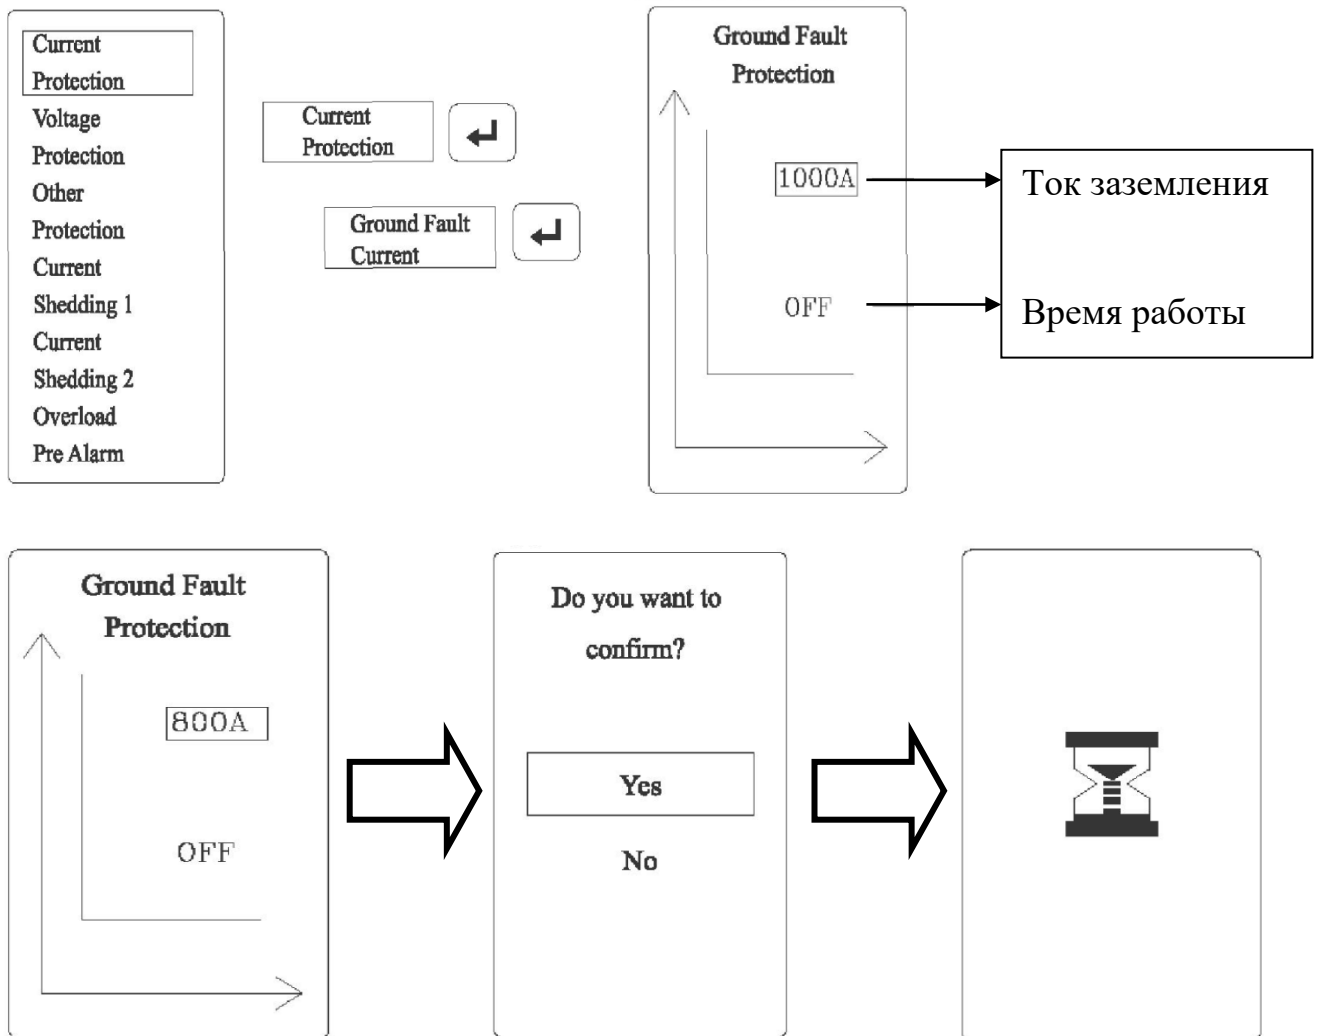 Current
Protection
Voltage
Protection
Other
Protection
Current
Shedding 1
Current
Shedding 2
Overload
Pre Alarm
Current
Protection
Ground Fault
Current
Ground Fault
Protection
1000A
OFF
Ток заземления
Время работы
Ground Fault
Protection
800A
OFF
Do you want to
confirm?
Yes
No